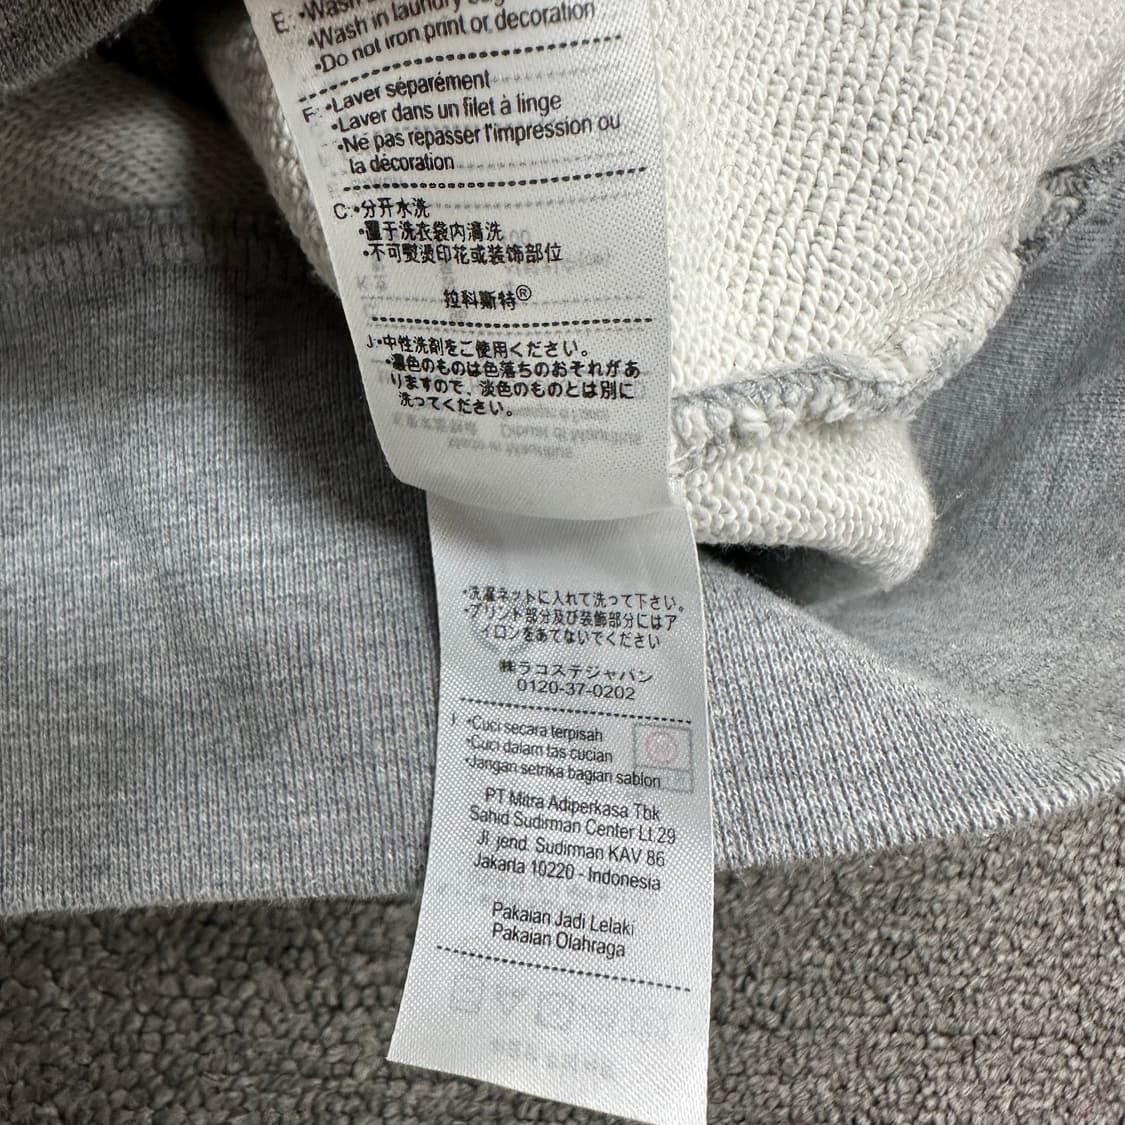 E: •Wash
•Wash in laundry
•Do not iron print or decoration
F: •Laver séparément
•Laver dans un filet à linge
•Ne pas repasser l'impression ou
la décoration
C: •分开水洗
•置于洗衣袋内清洗
•不可熨烫印花或装饰部位
拉科斯特®
J: •中性洗剤をご使用ください。
•濃色のものは色落ちのおそれがあ
りますので、淡色のものとは別に
洗ってください。
•洗濯ネットに入れて洗って下さい。
•プリント部分及び装飾部分にはア
イロンをあてないでください
㈱ラコステジャパン
0120-37-0202
I: •Cuci secara terpisah
•Cuci dalam tas cucian
•Jangan setrika bagian sablon
PT Mitra Adiperkasa Tbk
Sahid Sudirman Center Lt 29
Jl jend. Sudirman KAV 86
Jakarta 10220 - Indonesia
Pakaian Jadi Lelaki
Pakaian Olahraga